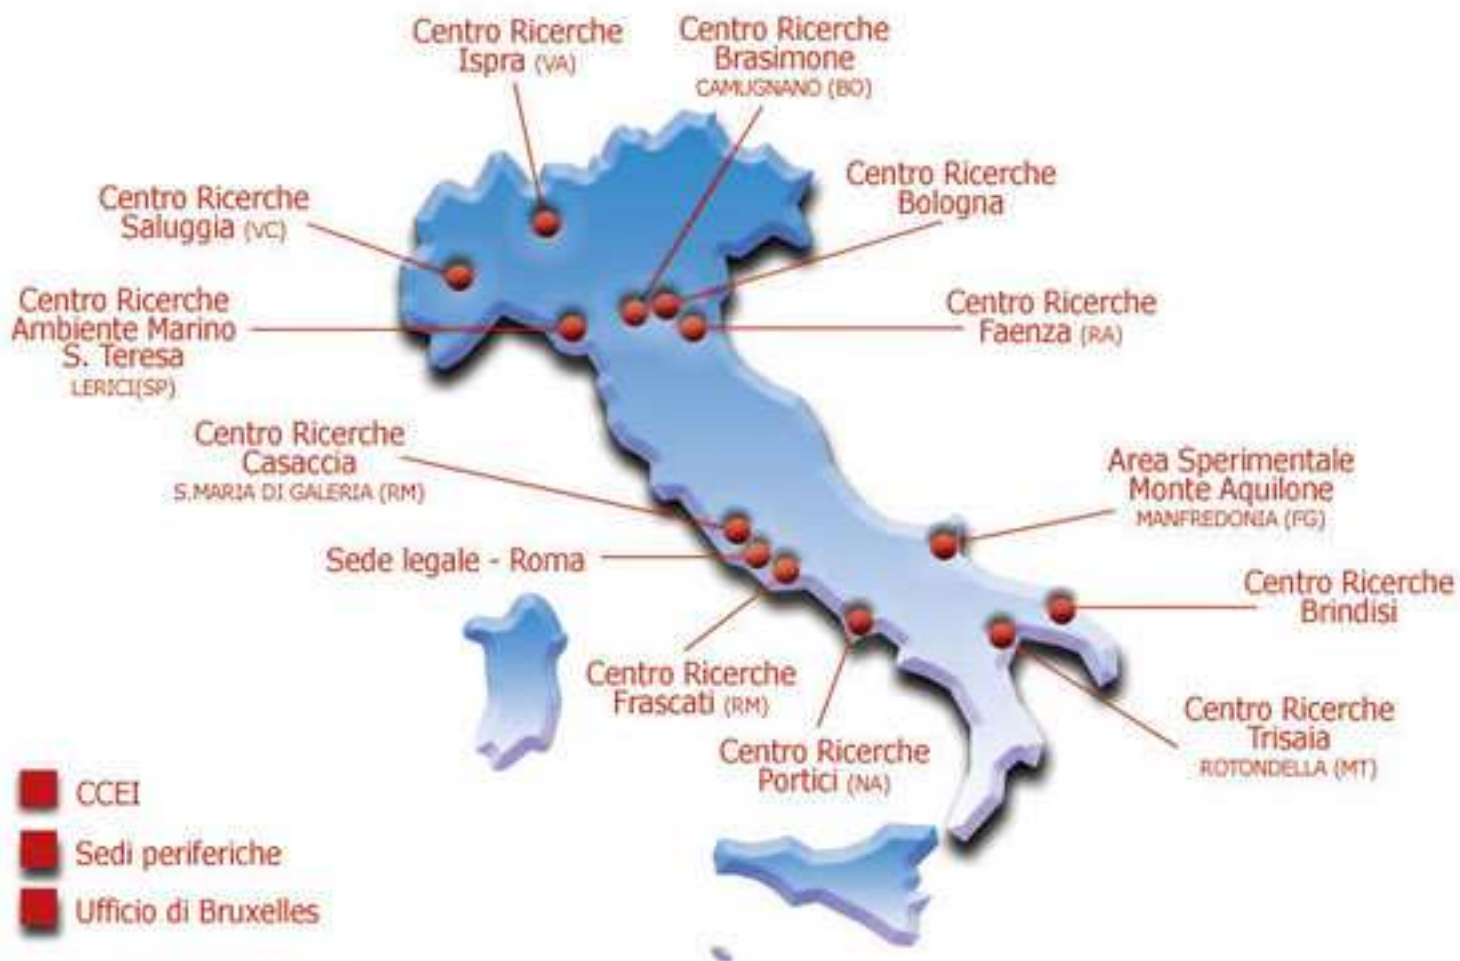 Centro Ricerche
Ispra (VA)
Centro Ricerche
Brasimone
CAMUGNANO (BO)
Centro Ricerche
Bologna
Centro Ricerche
Saluggia (VC)
Centro Ricerche
Ambiente Marino
S. Teresa
LERICI(SP)
Centro Ricerche
Faenza (RA)
Centro Ricerche
Casaccia
S.MARIA DI GALERIA (RM)
Area Sperimentale
Monte Aquilone
MANFREDONIA (FG)
Sede legale - Roma
Centro Ricerche
Brindisi
Centro Ricerche
Frascati (RM)
Centro Ricerche
Portici (NA)
Centro Ricerche
Trisaia
ROTONDELLA (MT)
CCEI
Sedi periferiche
Ufficio di Bruxelles